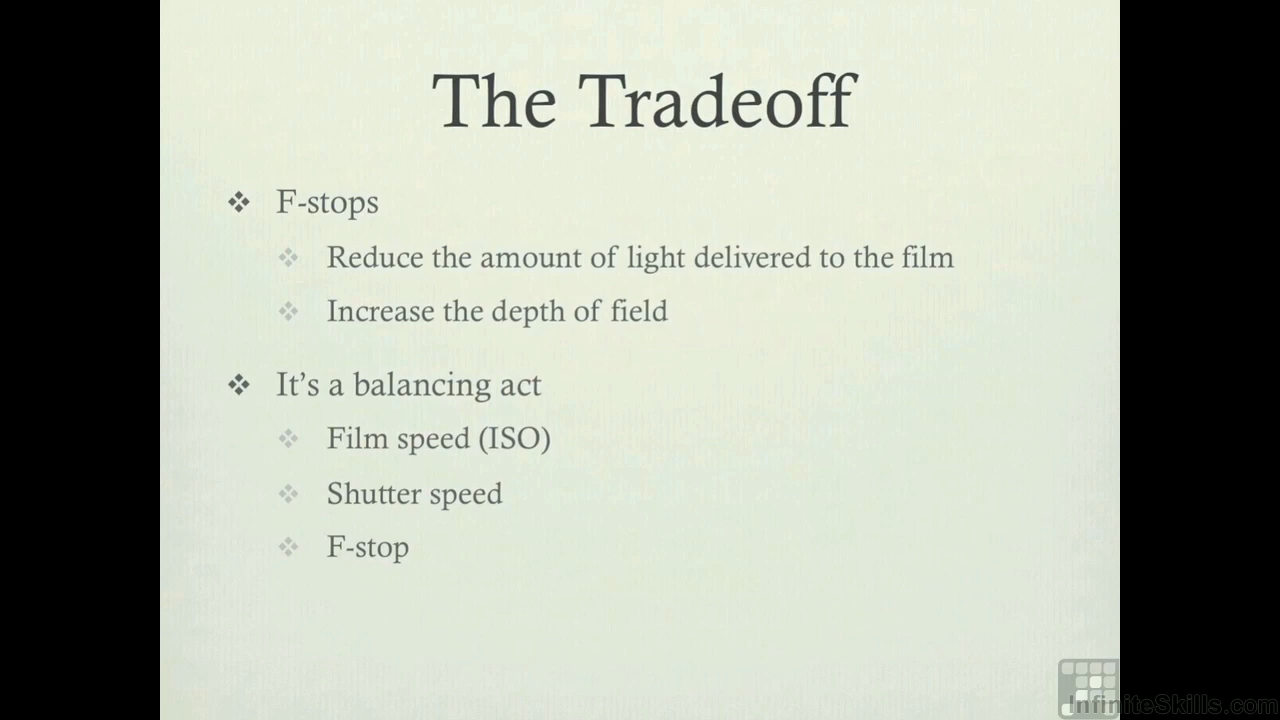 The Tradeoff
F-stops
Reduce the amount of light delivered to the film
Increase the depth of field
It's a balancing act
Film speed (ISO)
Shutter speed
F-stop
InfiniteSkills.com